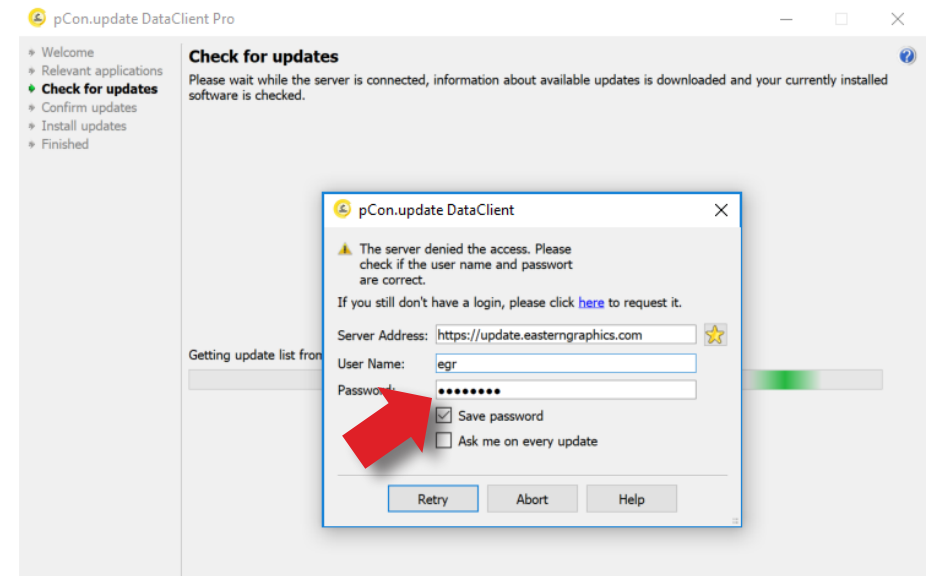 pCon.update DataClient Pro
Welcome
Relevant applications
Check for updates
Confirm updates
Install updates
Finished
Check for updates
Please wait while the server is connected, information about available updates is downloaded and your currently installed
software is checked.
Getting update list from
pCon.update DataClient
The server denied the access. Please
check if the user name and passwort
are correct.
If you still don't have a login, please click here to request it.
Server Address: https://update.easterngraphics.com
User Name: egr
Password: ●●●●●●●●
Save password
Ask me on every update
Retry Abort Help